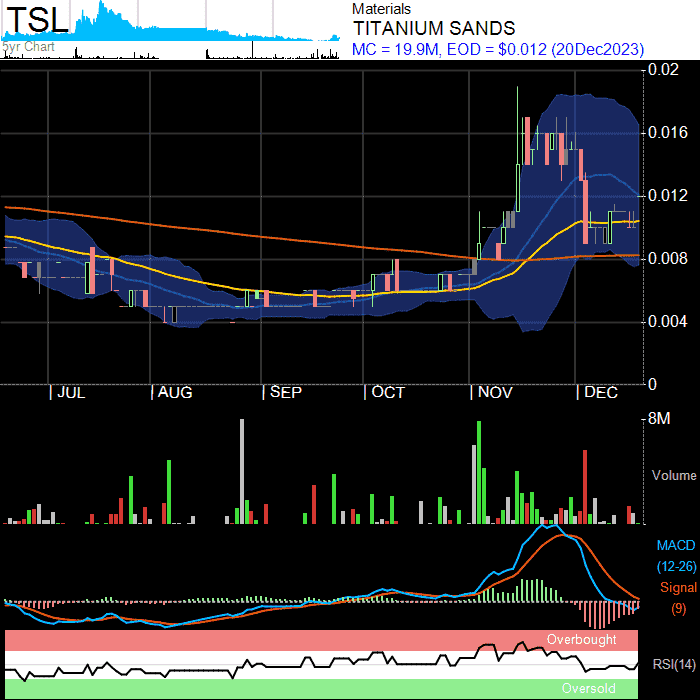 TSL
5yr Chart
Materials
TITANIUM SANDS
MC = 19.9M, EOD = $0.012 (20Dec2023)
0.02
0.016
0.012
0.008
0.004
0
| JUL | AUG | SEP | OCT | NOV | DEC
8M
Volume
MACD
(12-26)
Signal
(9)
Overbought
RSI(14)
Oversold